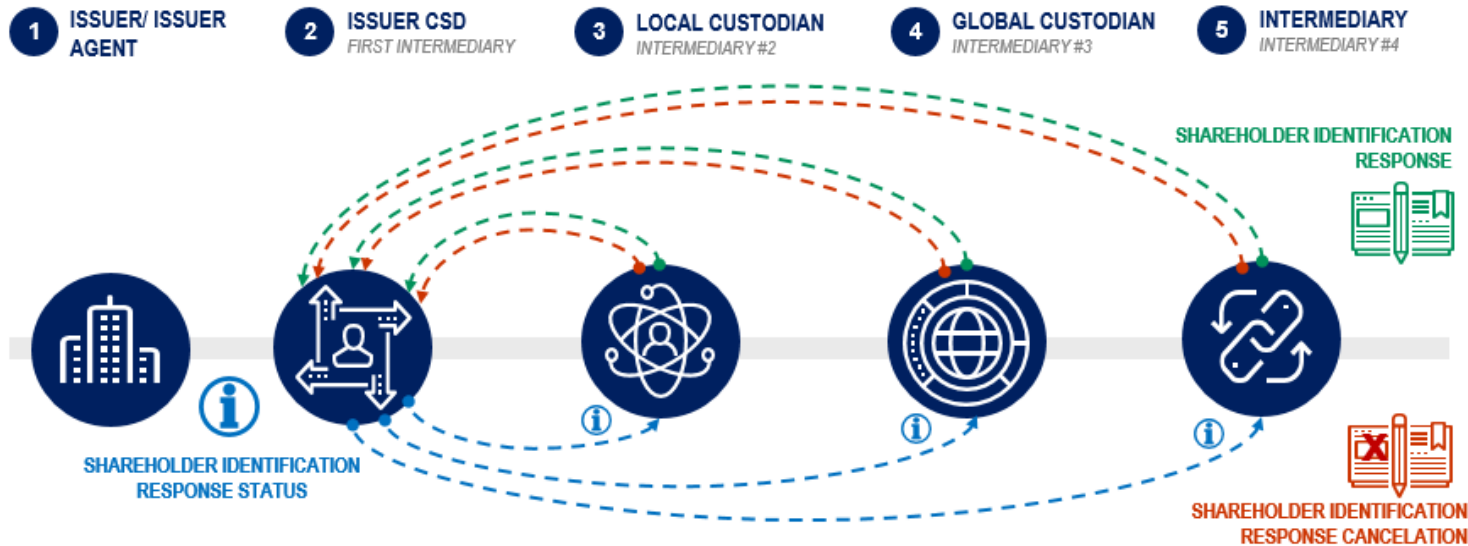 1
ISSUER/ ISSUER
AGENT
2
ISSUER CSD
FIRST INTERMEDIARY
3
LOCAL CUSTODIAN
INTERMEDIARY #2
4
GLOBAL CUSTODIAN
INTERMEDIARY #3
5
INTERMEDIARY
INTERMEDIARY #4
SHAREHOLDER IDENTIFICATION
RESPONSE
i
i
i
i
SHAREHOLDER IDENTIFICATION
RESPONSE STATUS
X
SHAREHOLDER IDENTIFICATION
RESPONSE CANCELATION